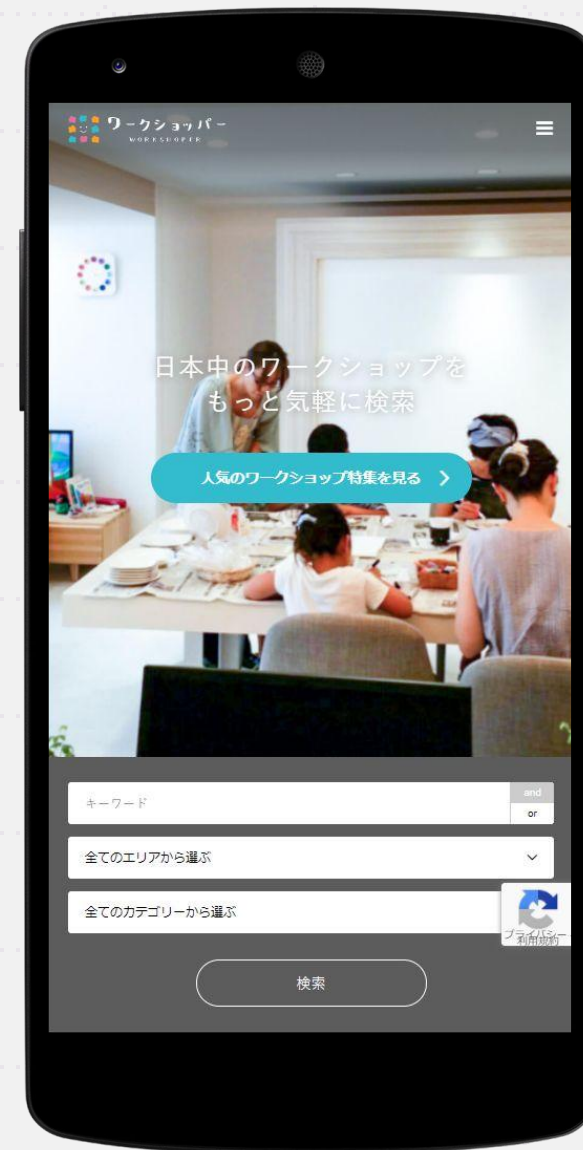 ワークショッパー
WORKSHOPER
日本中のワークショップを
もっと気軽に検索
人気のワークショップ特集を見る
キーワード
and
or
全てのエリアから選ぶ
全てのカテゴリーから選ぶ
プライバシー
利用規約
検索